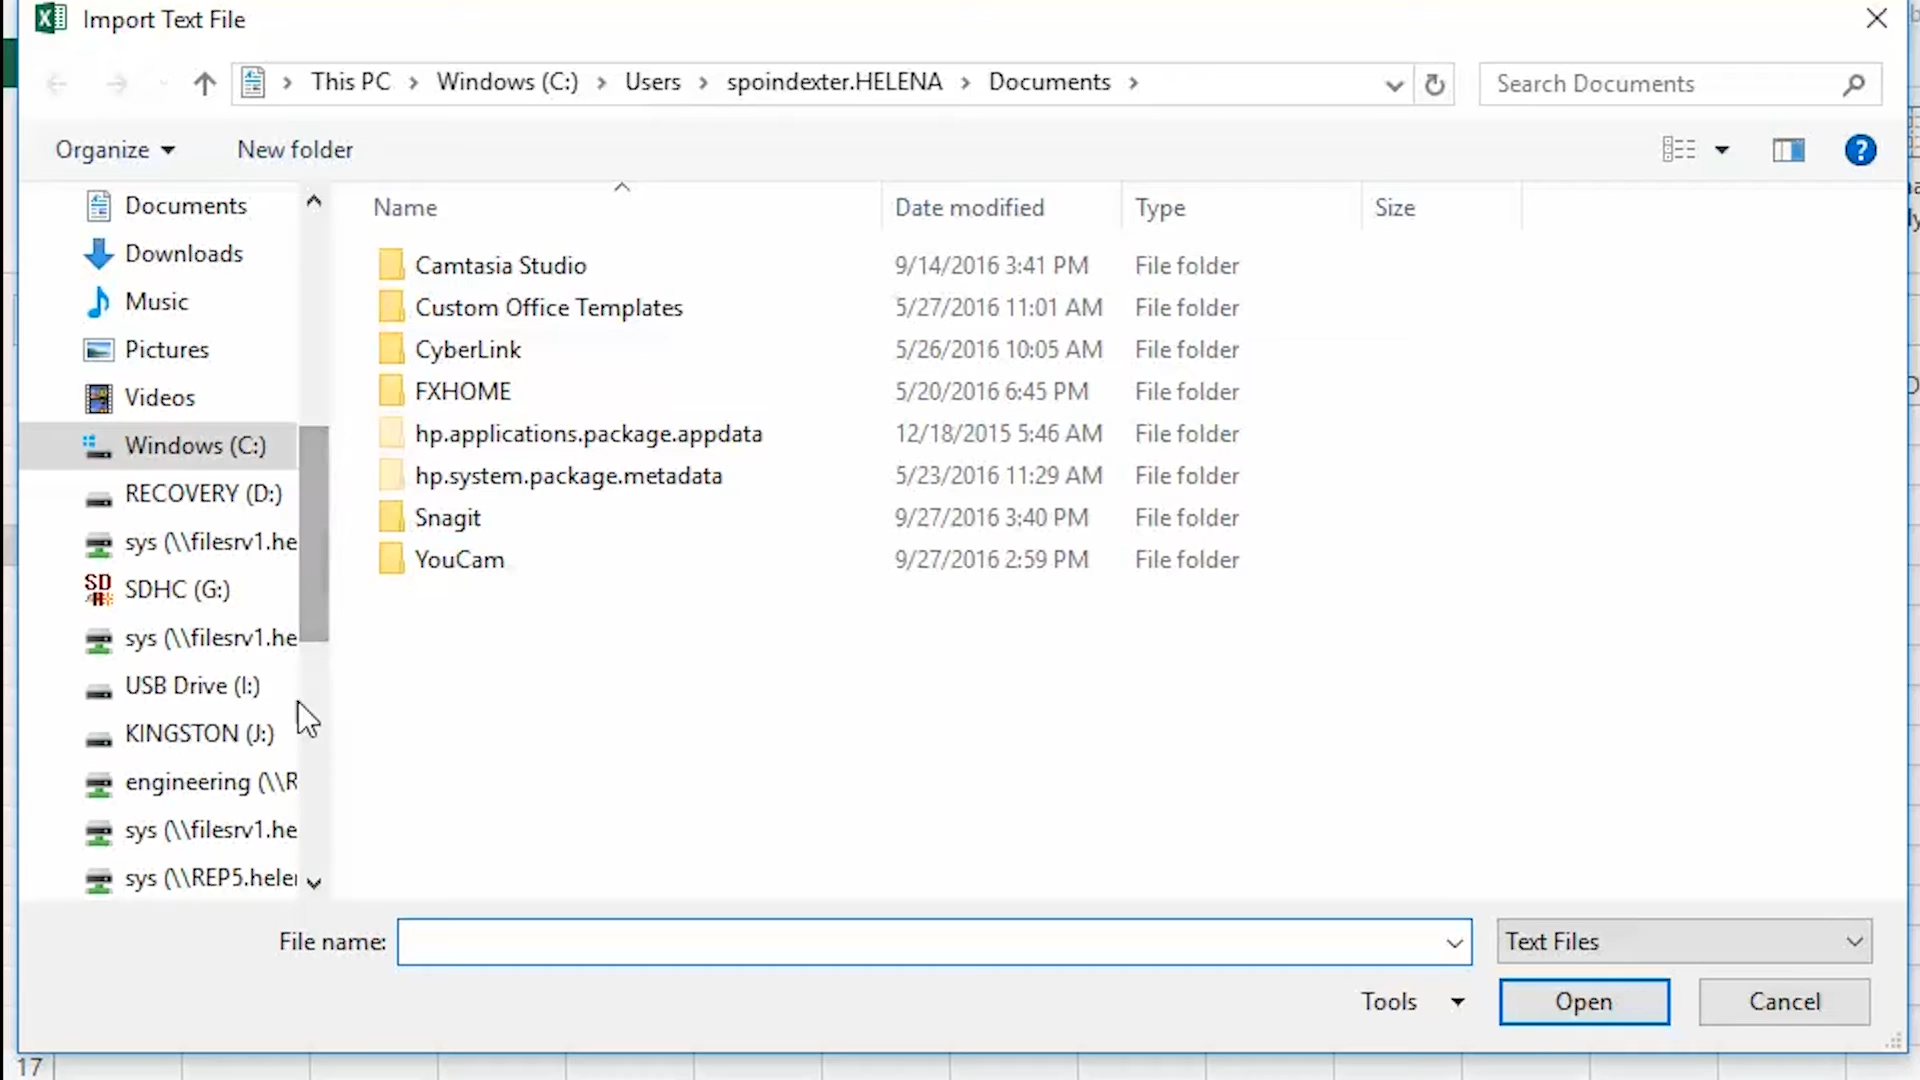 Import Text File
This PC > Windows (C:) > Users > spoindexter.HELENA > Documents >
Search Documents
Organize
New folder
Documents
Downloads
Music
Pictures
Videos
Windows (C:)
RECOVERY (D:)
sys (\\filesrv1.he
SDHC (G:)
sys (\\filesrv1.he
USB Drive (I:)
KINGSTON (J:)
engineering (\\R
sys (\\filesrv1.he
sys (\\REP5.hele
Name Date modified Type Size
Camtasia Studio 9/14/2016 3:41 PM File folder
Custom Office Templates 5/27/2016 11:01 AM File folder
CyberLink 5/26/2016 10:05 AM File folder
FXHOME 5/20/2016 6:45 PM File folder
hp.applications.package.appdata 12/18/2015 5:46 AM File folder
hp.system.package.metadata 5/23/2016 11:29 AM File folder
Snagit 9/27/2016 3:40 PM File folder
YouCam 9/27/2016 2:59 PM File folder
File name:
Text Files
Tools
Open
Cancel
17